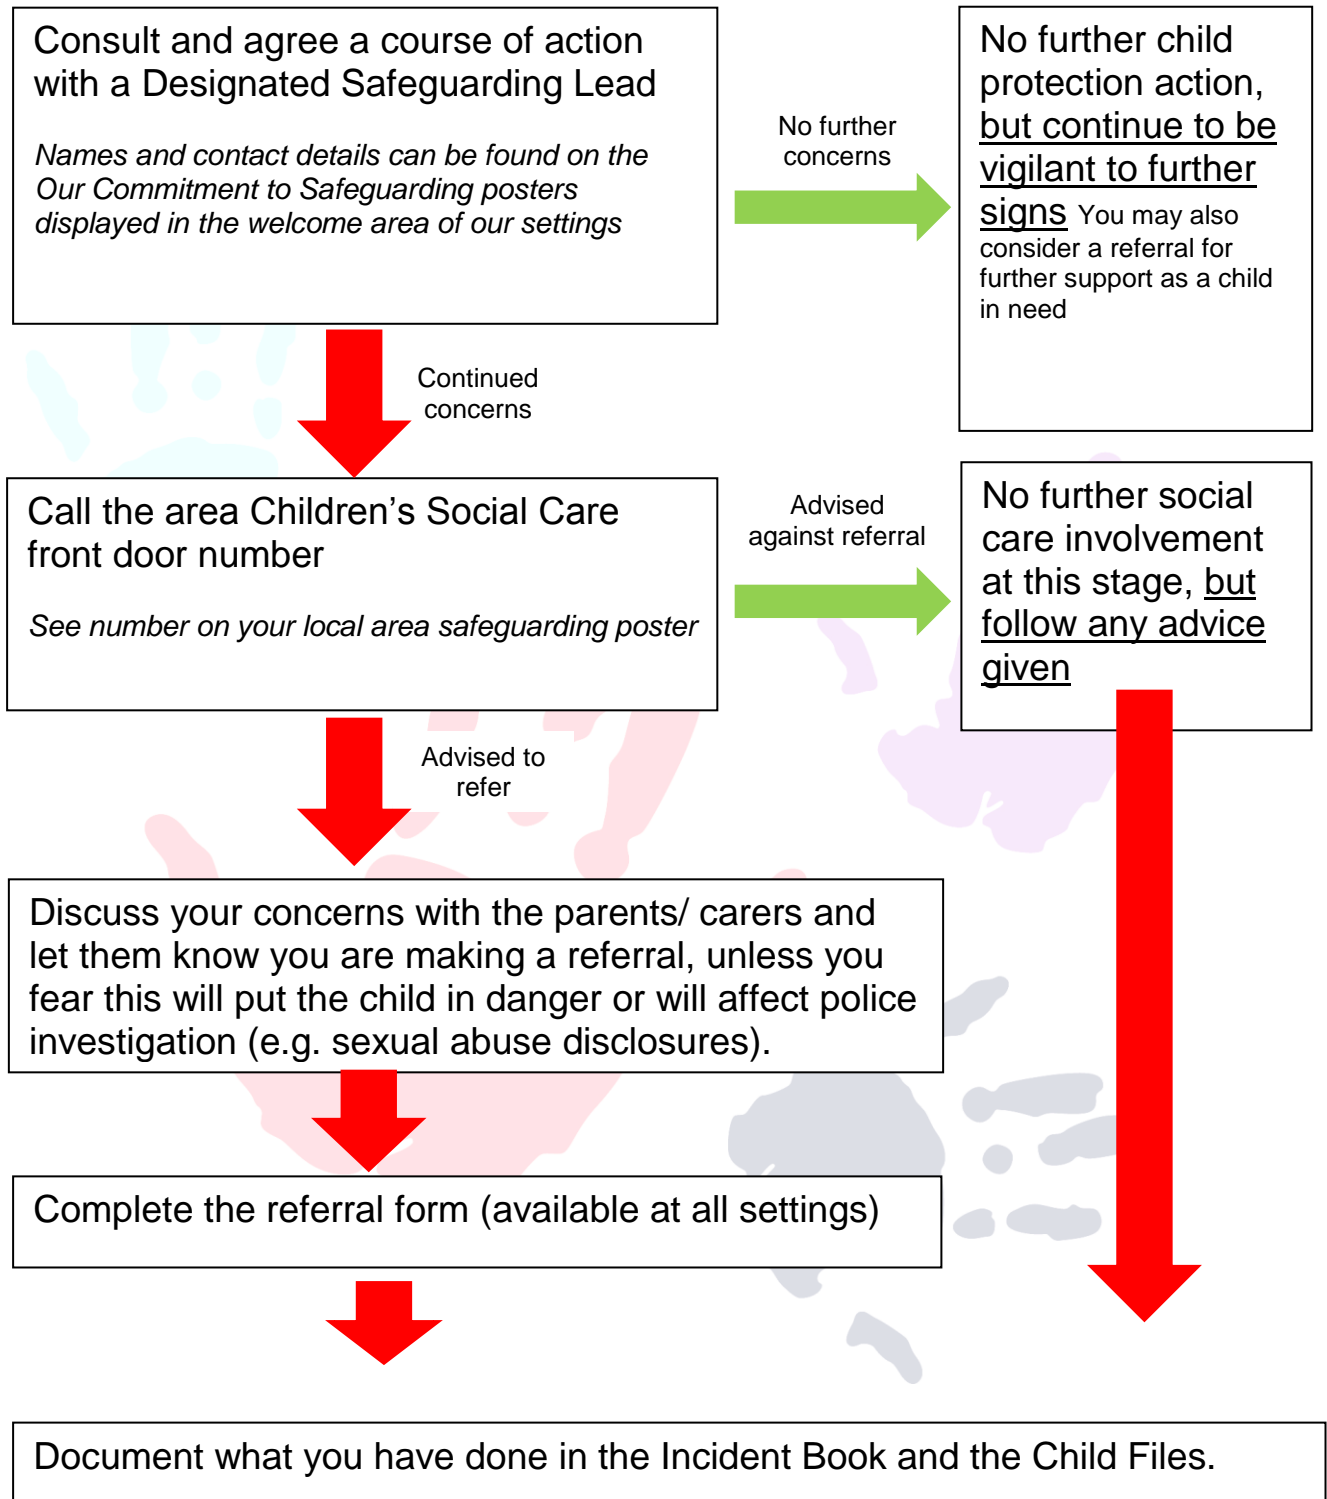 Consult and agree a course of action
with a Designated Safeguarding Lead
Names and contact details can be found on the
Our Commitment to Safeguarding posters
displayed in the welcome area of our settings
No further
concerns
No further child
protection action,
but continue to be
vigilant to further
signs You may also
consider a referral for
further support as a child
in need
Continued
concerns
Call the area Children’s Social Care
front door number
See number on your local area safeguarding poster
Advised
against referral
No further social
care involvement
at this stage, but
follow any advice
given
Advised to
refer
Discuss your concerns with the parents/ carers and
let them know you are making a referral, unless you
fear this will put the child in danger or will affect police
investigation (e.g. sexual abuse disclosures).
Complete the referral form (available at all settings)
Document what you have done in the Incident Book and the Child Files.